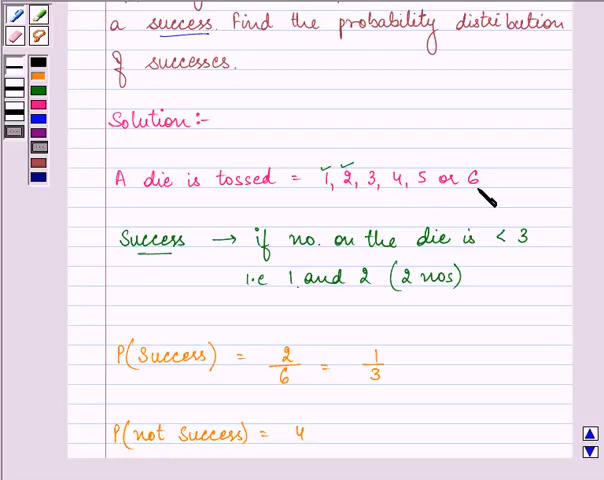 a success. Find the probability distribution
of successes.
Solution:-
A die is tossed = 1, 2, 3, 4, 5 or 6
Success → if no. on the die is < 3
i.e 1 and 2 (2 nos)
P(Success) = 2/6 = 1/3
P(not Success) = 4